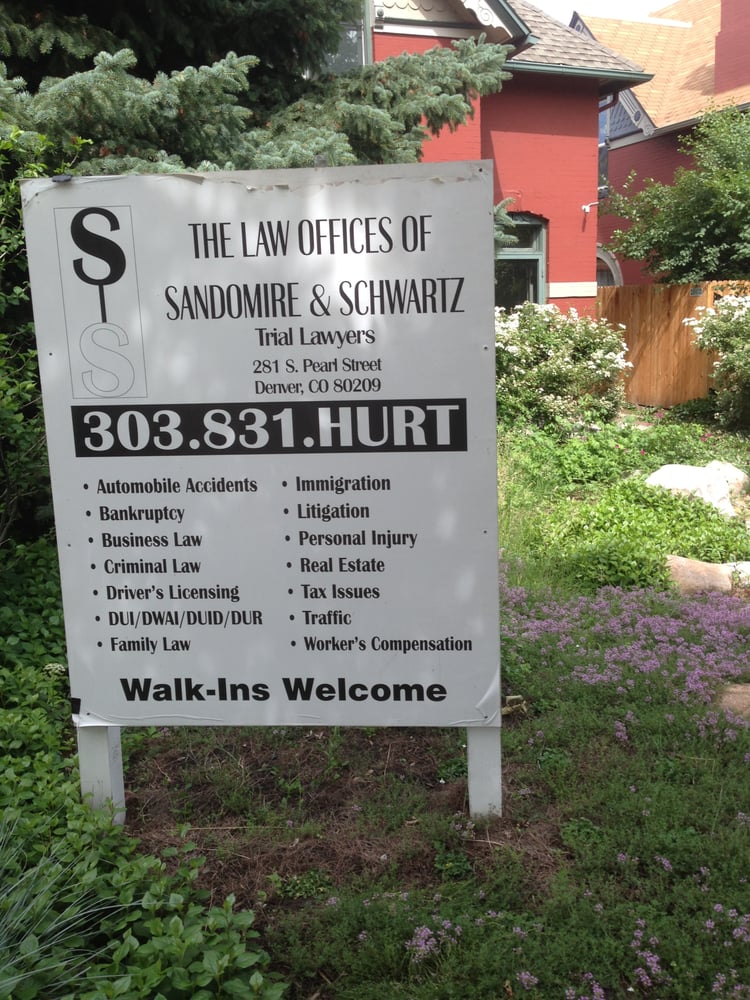 S
S
THE LAW OFFICES OF
SANDOMIRE & SCHWARTZ
Trial Lawyers
281 S. Pearl Street
Denver, CO 80209
303.831.HURT
• Automobile Accidents
• Bankruptcy
• Business Law
• Criminal Law
• Driver's Licensing
• DUI/DWAI/DUID/DUR
• Family Law
• Immigration
• Litigation
• Personal Injury
• Real Estate
• Tax Issues
• Traffic
• Worker's Compensation
Walk-Ins Welcome